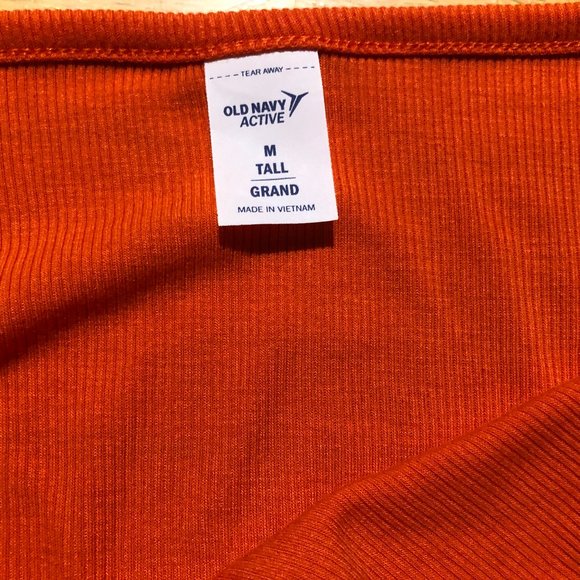 TEAR AWAY
OLD NAVY
ACTIVE
M
TALL
GRAND
MADE IN VIETNAM